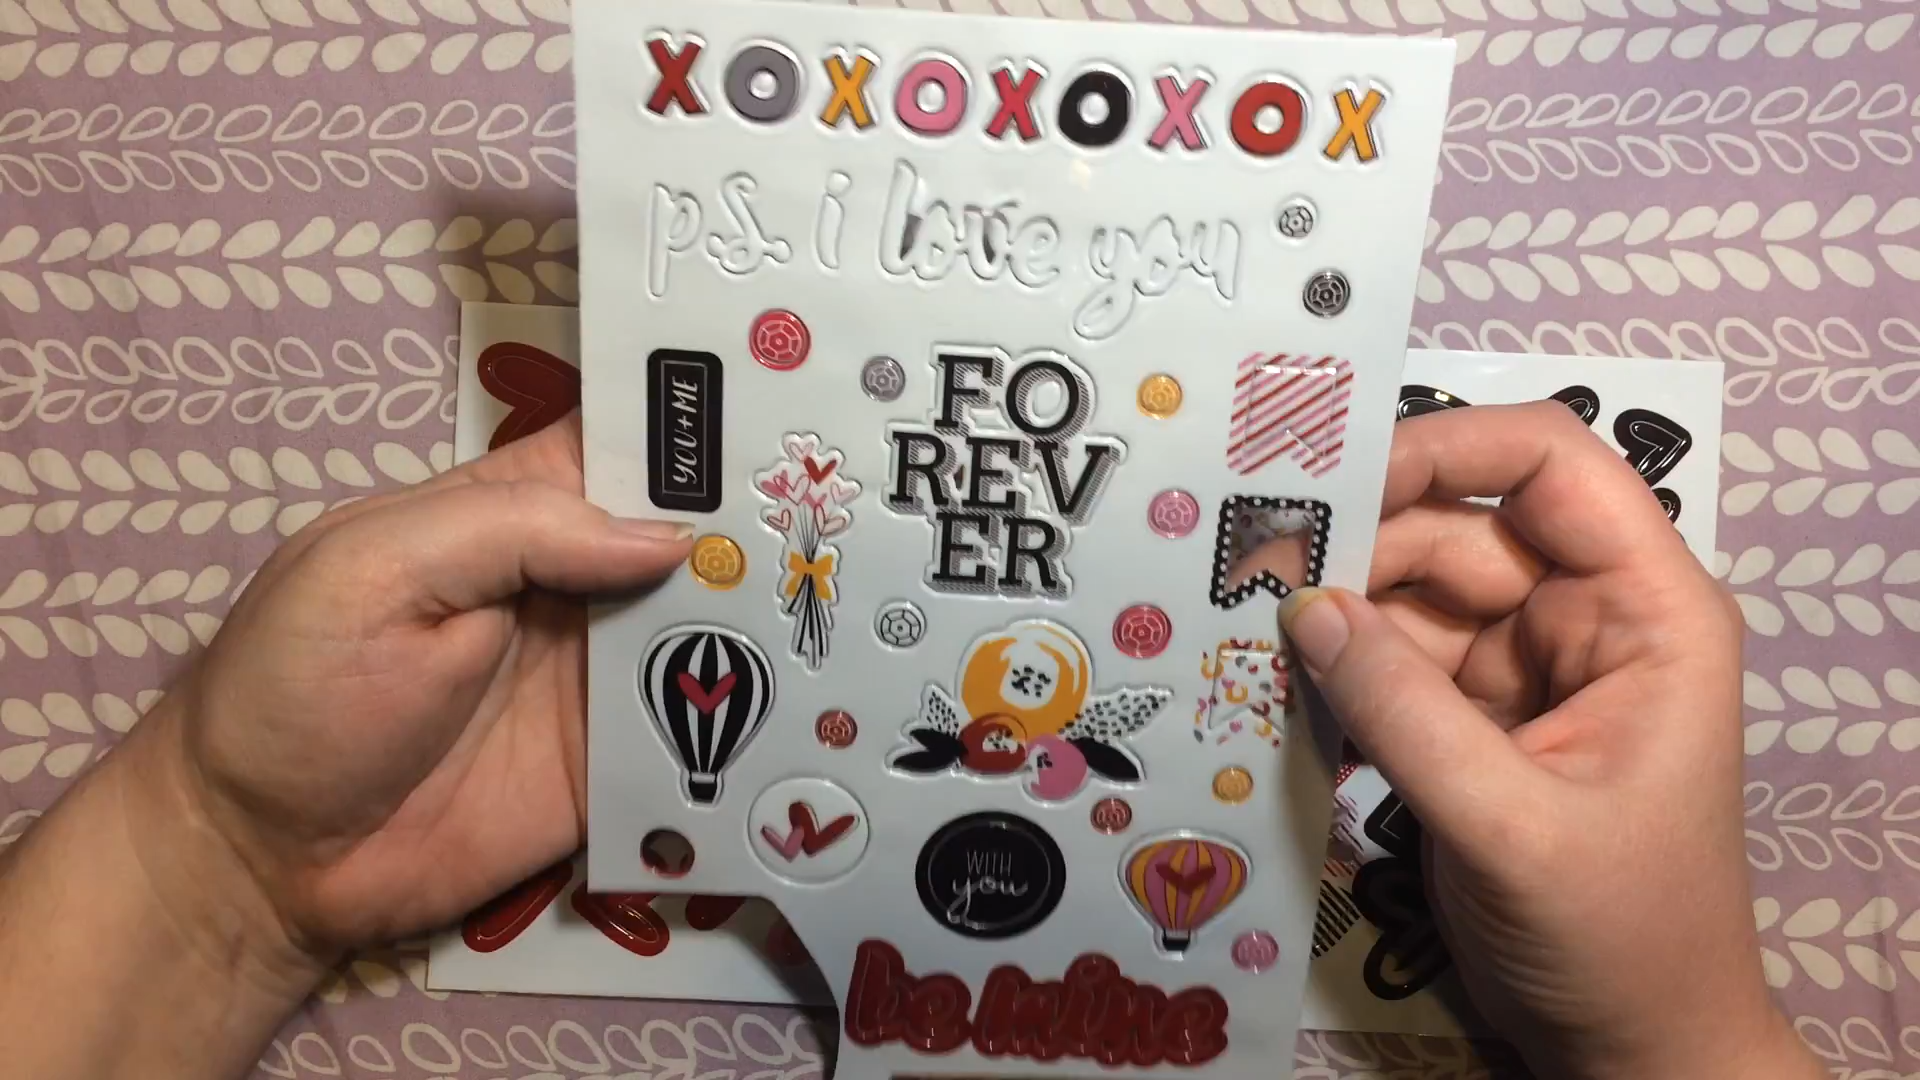 XOXOXOXOX
p.s. i love you
YOU+ME
FO
REV
ER
WITH
you
be mine